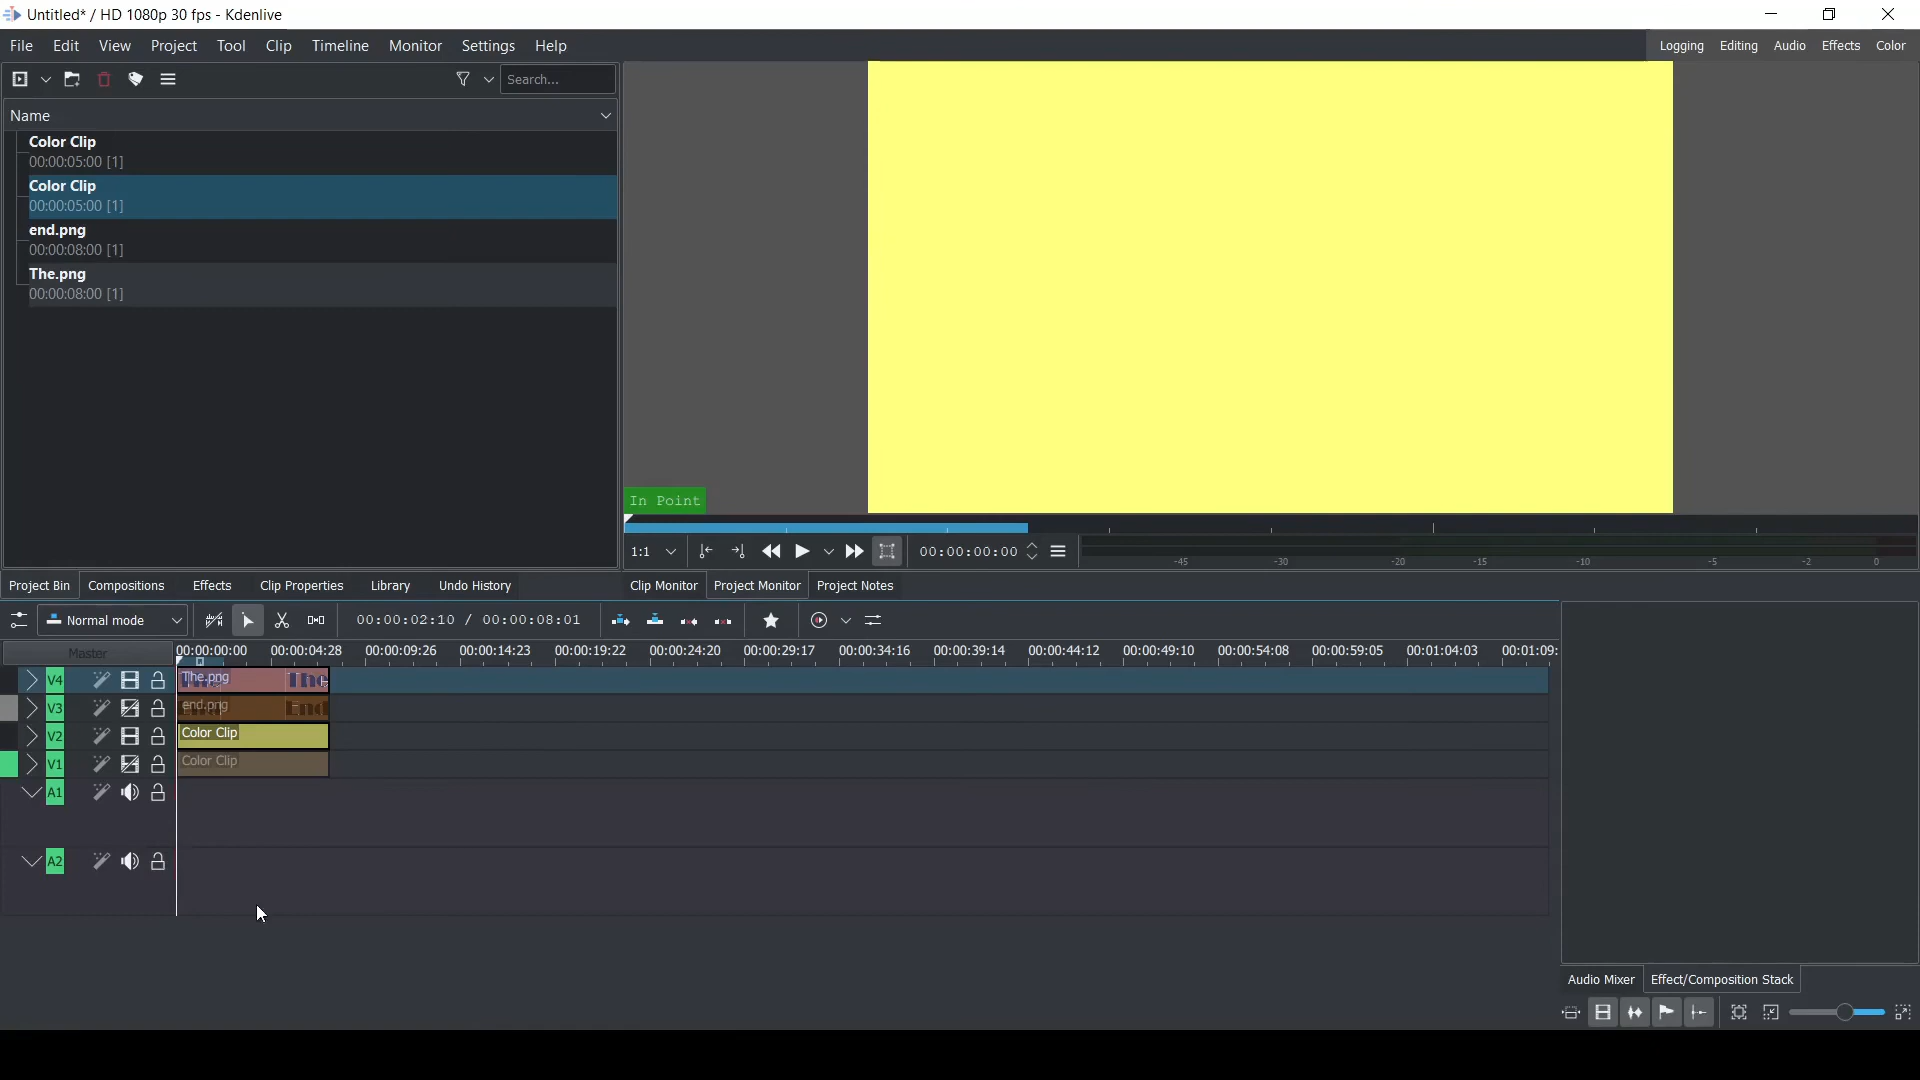 Untitled* / HD 1080p 30 fps - Kdenlive
File Edit View Project Tool Clip Timeline Monitor Settings Help
Logging Editing Audio Effects Color
Search...
Name
Color Clip
00:00:05:00 [1]
Color Clip
00:00:05:00 [1]
end.png
00:00:08:00 [1]
The.png
00:00:08:00 [1]
In Point
1:1
00:00:00:00
-45 -30 -20 -15 -10 -5 -2 0
Project Bin Compositions Effects Clip Properties Library Undo History
Clip Monitor Project Monitor Project Notes
Normal mode
00:00:02:10 / 00:00:08:01
Master
00:00:00:00 00:00:04:28 00:00:09:26 00:00:14:23 00:00:19:22 00:00:24:20 00:00:29:17 00:00:34:16 00:00:39:14 00:00:44:12 00:00:49:10 00:00:54:08 00:00:59:05 00:01:04:03 00:01:09:
V4 The.png The
V3 end.png End
V2 Color Clip
V1 Color Clip
A1
A2
Audio Mixer Effect/Composition Stack